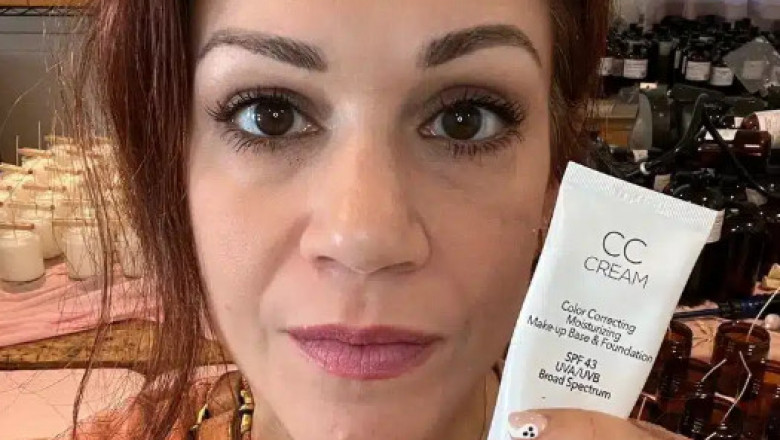 CC
CREAM
Color Correcting
Moisturizing
Make-up Base & Foundation
SPF 43
UVA/UVB
Broad Spectrum